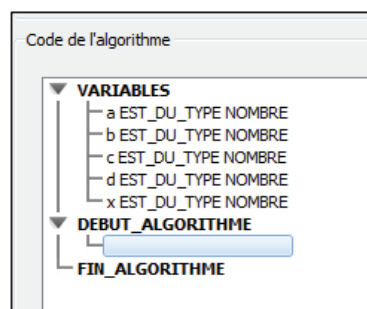 Code de l'algorithme
VARIABLES
a EST_DU_TYPE NOMBRE
b EST_DU_TYPE NOMBRE
c EST_DU_TYPE NOMBRE
d EST_DU_TYPE NOMBRE
x EST_DU_TYPE NOMBRE
DEBUT_ALGORITHME
FIN_ALGORITHME